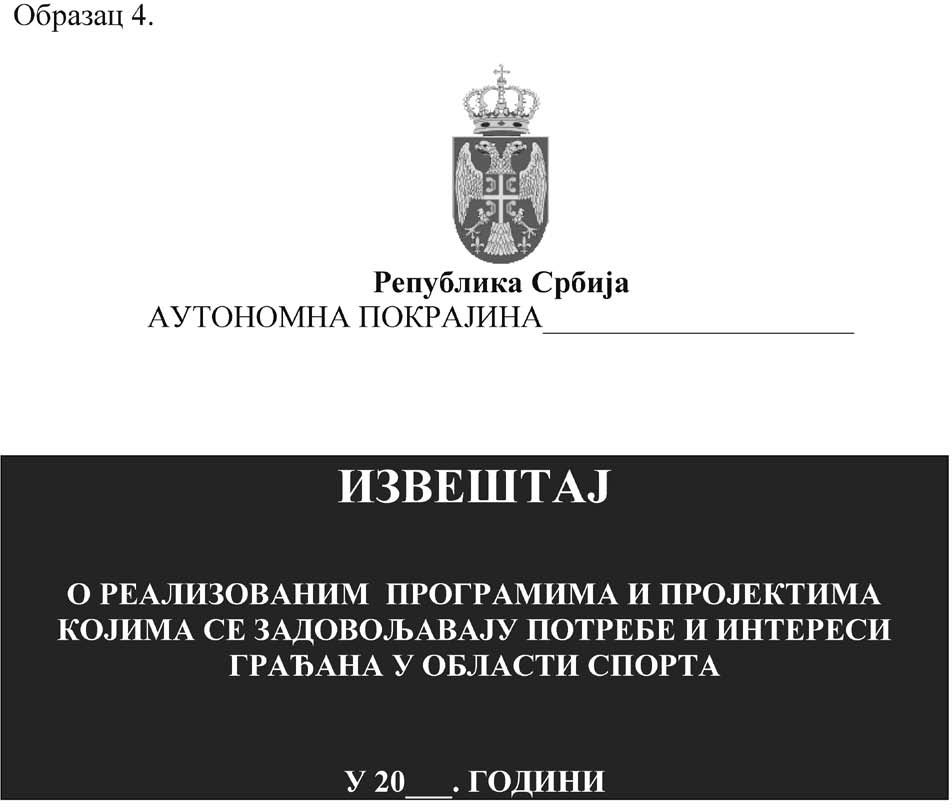 Образац 4.
Република Србија
АУТОНОМНА ПОКРАЈИНА______________________
ИЗВЕШТАЈ
О РЕАЛИЗОВАНИМ ПРОГРАМИМА И ПРОЈЕКТИМА
КОЈИМА СЕ ЗАДОВОЉАВАЈУ ПОТРЕБЕ И ИНТЕРЕСИ
ГРАЂАНА У ОБЛАСТИ СПОРТА
У 20___. ГОДИНИ